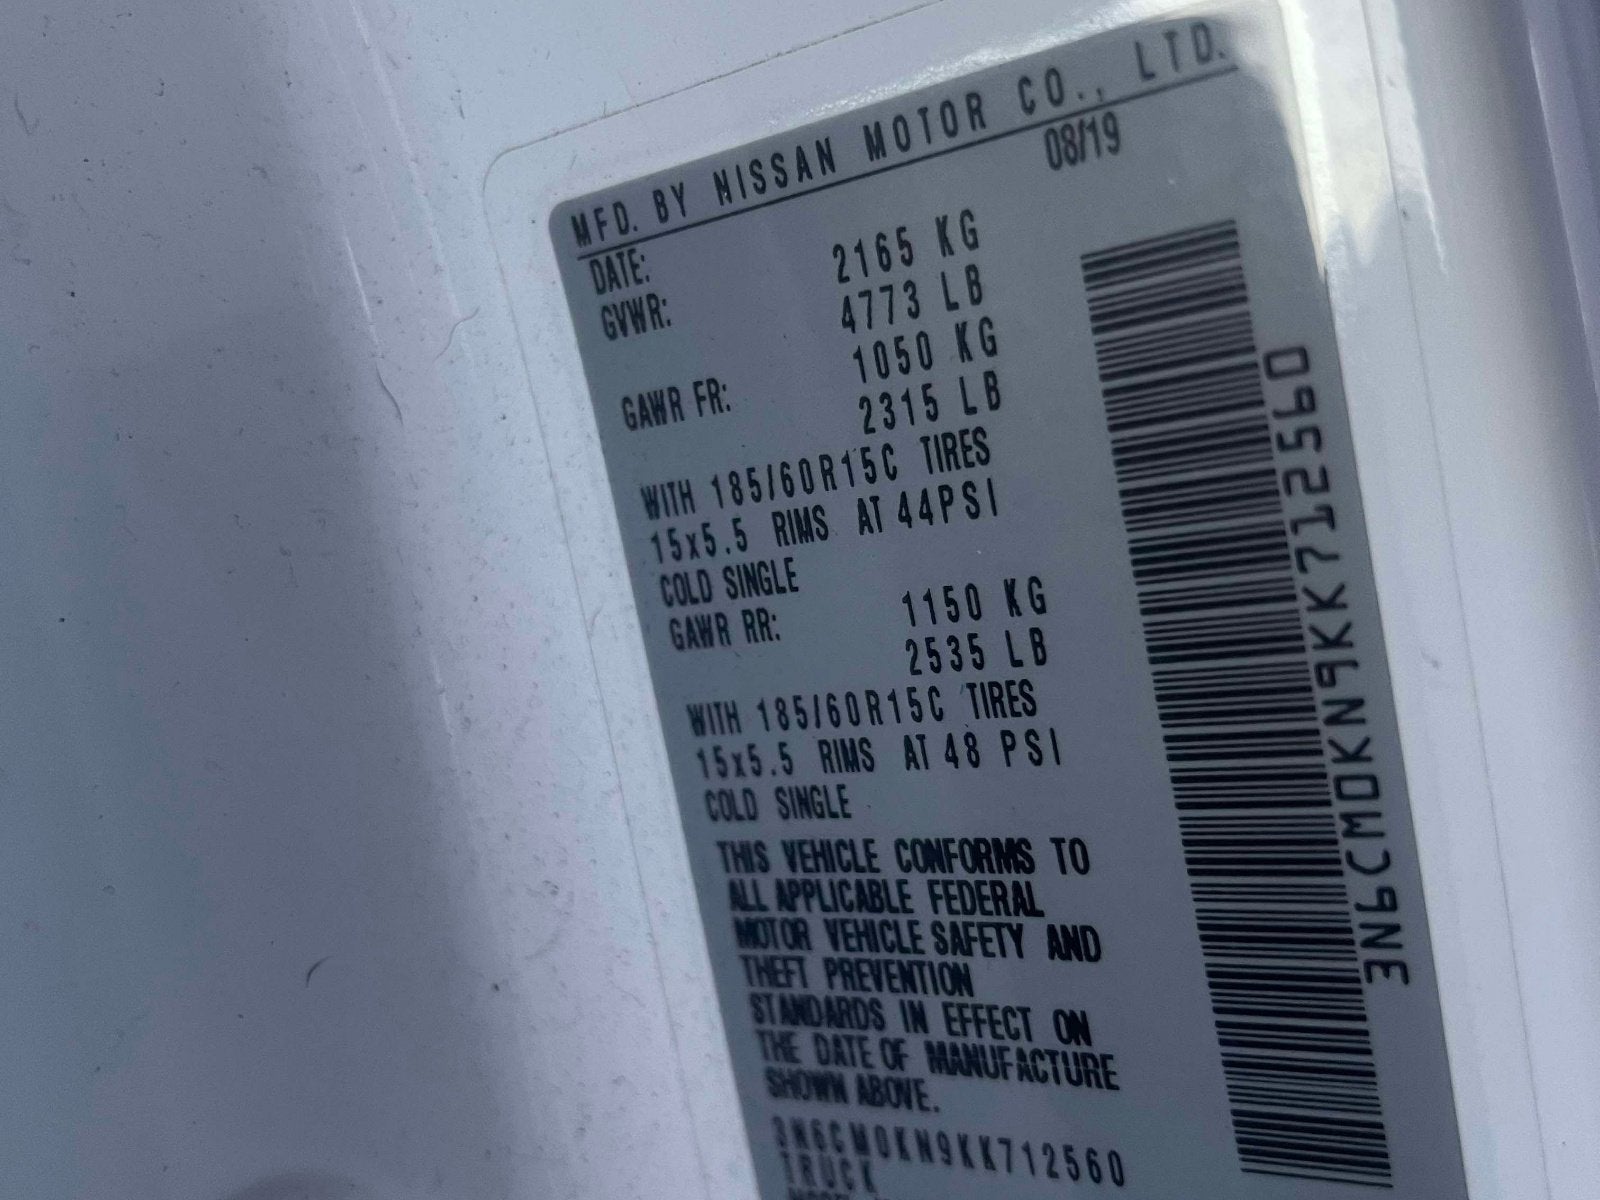 MFD. BY NISSAN MOTOR CO., LTD.
DATE: 08/19
GVWR: 2165 KG
4773 LB
GAWR FR: 1050 KG
2315 LB
WITH 185/60R15C TIRES
15x5.5 RIMS AT 44PSI
COLD SINGLE
GAWR RR: 1150 KG
2535 LB
WITH 185/60R15C TIRES
15x5.5 RIMS AT 48 PSI
COLD SINGLE
THIS VEHICLE CONFORMS TO
ALL APPLICABLE FEDERAL
MOTOR VEHICLE SAFETY AND
THEFT PREVENTION
STANDARDS IN EFFECT ON
THE DATE OF MANUFACTURE
SHOWN ABOVE.
3N6CM0KN9KK712560
TRUCK
3N6CM0KN9KK712560